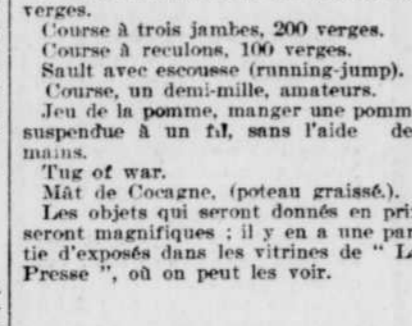 verges.
Course à trois jambes, 200 verges.
Course à reculons, 100 verges.
Sault avec escousse (running-jump).
Course, un demi-mille, amateurs.
Jeu de la pomme, manger une pomm
suspendue à un fil, sans l'aide de
mains.
Tug of war.
Mât de Cocagne, (poteau graissé.).
Les objets qui seront donnés en pri
seront magnifiques ; il y en a une par
tie d'exposés dans les vitrines de " L
Presse ", où on peut les voir.